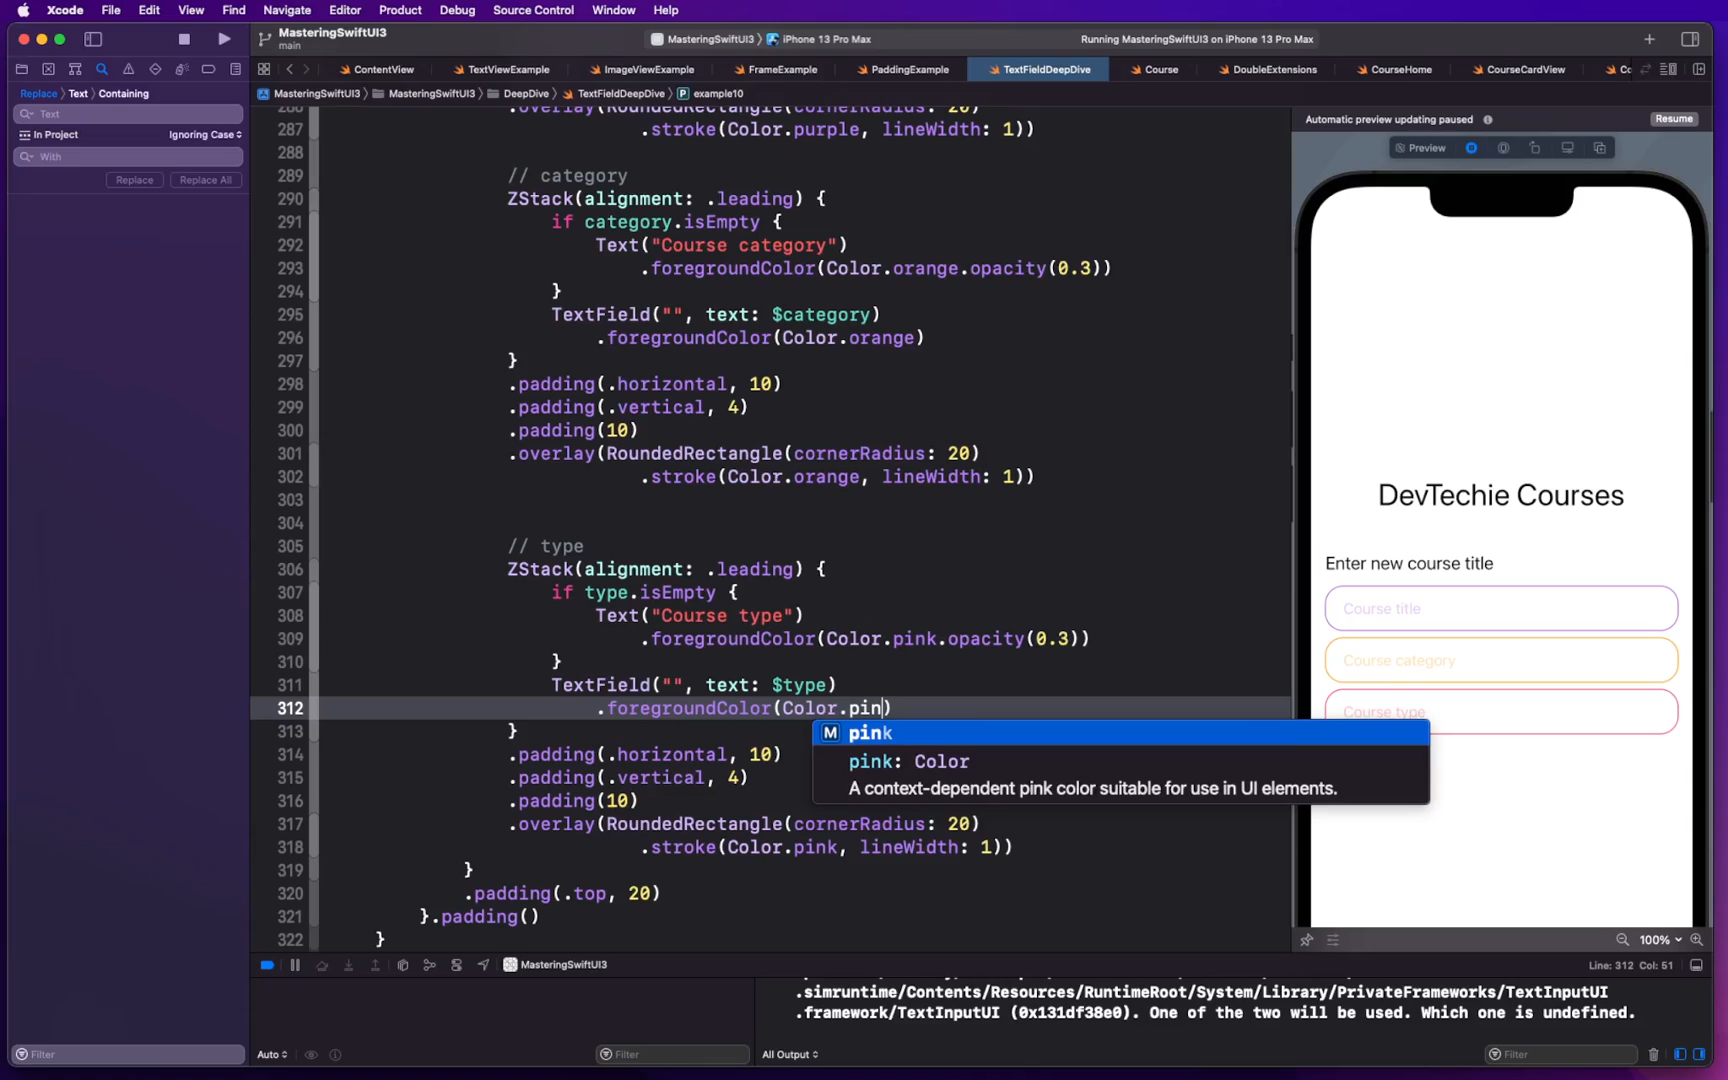 Xcode File Edit View Find Navigate Editor Product Debug Source Control Window Help
MasteringSwiftUI3
main
MasteringSwiftUI3 iPhone 13 Pro Max
Running MasteringSwiftUI3 on iPhone 13 Pro Max
ContentView TextViewExample ImageViewExample FrameExample PaddingExample TextFieldDeepDive Course DoubleExtensions CourseHome CourseCardView Co
Replace Text Containing
MasteringSwiftUI3 MasteringSwiftUI3 DeepDive TextFieldDeepDive P example10
Text
In Project Ignoring Case
With
Replace Replace All
Filter
.overlay(RoundedRectangle(cornerRadius: 20)
287 .stroke(Color.purple, lineWidth: 1))
288
289 // category
290 ZStack(alignment: .leading) {
291 if category.isEmpty {
292 Text("Course category")
293 .foregroundColor(Color.orange.opacity(0.3))
294 }
295 TextField("", text: $category)
296 .foregroundColor(Color.orange)
297 }
298 .padding(.horizontal, 10)
299 .padding(.vertical, 4)
300 .padding(10)
301 .overlay(RoundedRectangle(cornerRadius: 20)
302 .stroke(Color.orange, lineWidth: 1))
303
304
305 // type
306 ZStack(alignment: .leading) {
307 if type.isEmpty {
308 Text("Course type")
309 .foregroundColor(Color.pink.opacity(0.3))
310 }
311 TextField("", text: $type)
312 .foregroundColor(Color.pin)
313 }
M pink
pink: Color
A context-dependent pink color suitable for use in UI elements.
314 .padding(.horizontal, 10)
315 .padding(.vertical, 4)
316 .padding(10)
317 .overlay(RoundedRectangle(cornerRadius: 20)
318 .stroke(Color.pink, lineWidth: 1))
319 }
320 .padding(.top, 20)
321 }.padding()
322 }
Automatic preview updating paused
Resume
Preview
DevTechie Courses
Enter new course title
Course title
Course category
Course type
100%
MasteringSwiftUI3
Line: 312 Col: 51
.simruntime/Contents/Resources/RuntimeRoot/System/Library/PrivateFrameworks/TextInputUI
.framework/TextInputUI (0x131df38e0). One of the two will be used. Which one is undefined.
Auto Filter
All Output Filter